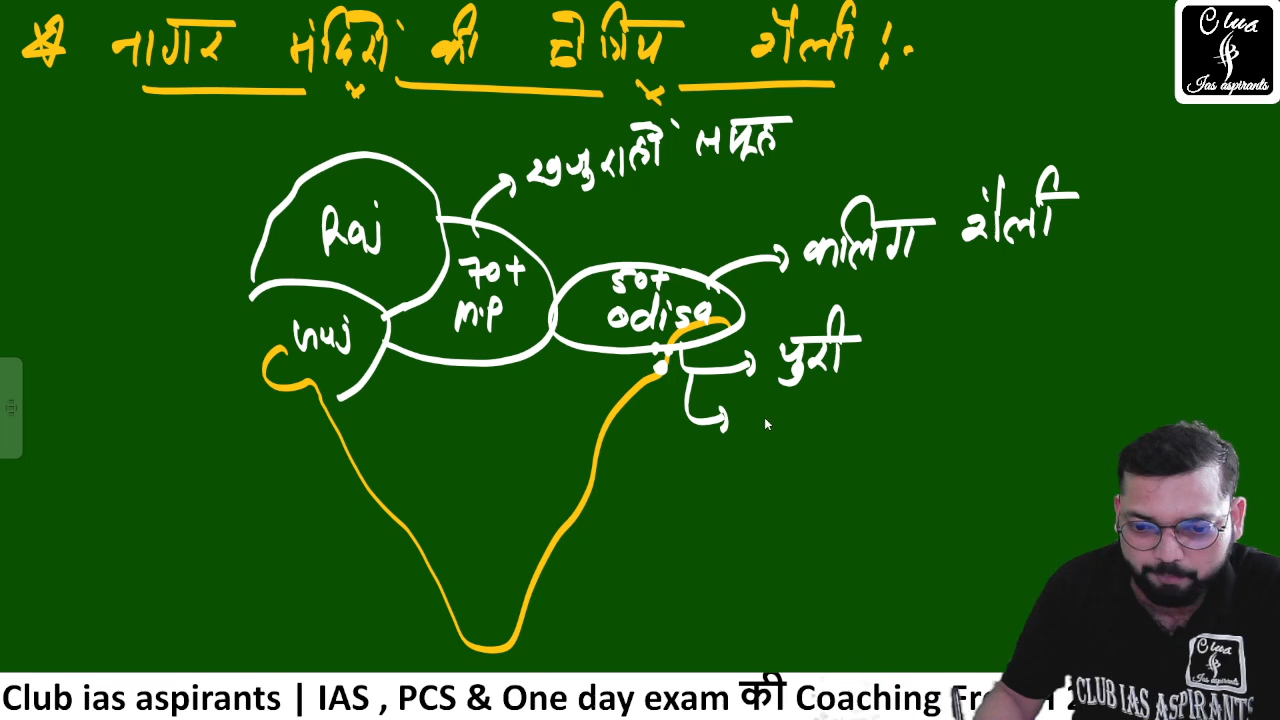 नागर मंदिरों की क्षेत्रिय शैली :-
खजुराहों समूह
Raj
70+
M.P
50+
odisa
कलिंग शैली
Guj
पुरी
Club
Ias aspirants
Club
Ias aspirants
CLUB IAS ASPIRANTS
Club ias aspirants | IAS , PCS & One day exam की Coaching